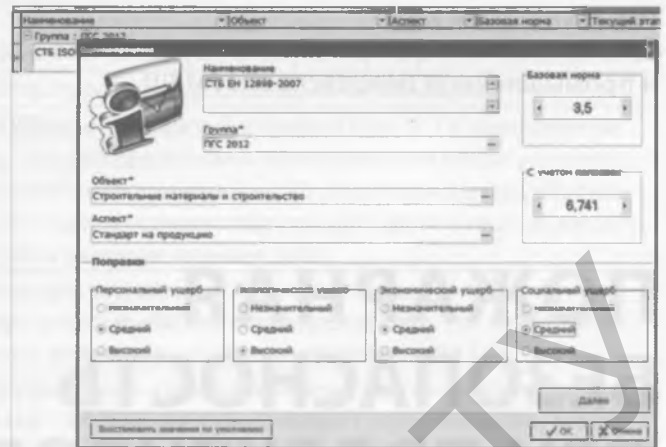 Наименование Объект Аспект Базовая норма Текущий этап
Группа : ПГС 2012
СТБ ISO
Наименование
СТБ ЕН 12898-2007
Базовая норма
3,5
Группа*
ПГС 2012
С учетом
6,741
Объект*
Строительные материалы и строительство
Аспект*
Стандарт на продукцию
Поправки
Персональный ущерб
Средний
Высокий
Незначительный
Средний
Высокий
Экономический ущерб
Незначительный
Средний
Высокий
Социальный ущерб
Средний
Высокий
Далее
Восстановить значения по умолчанию
ОК